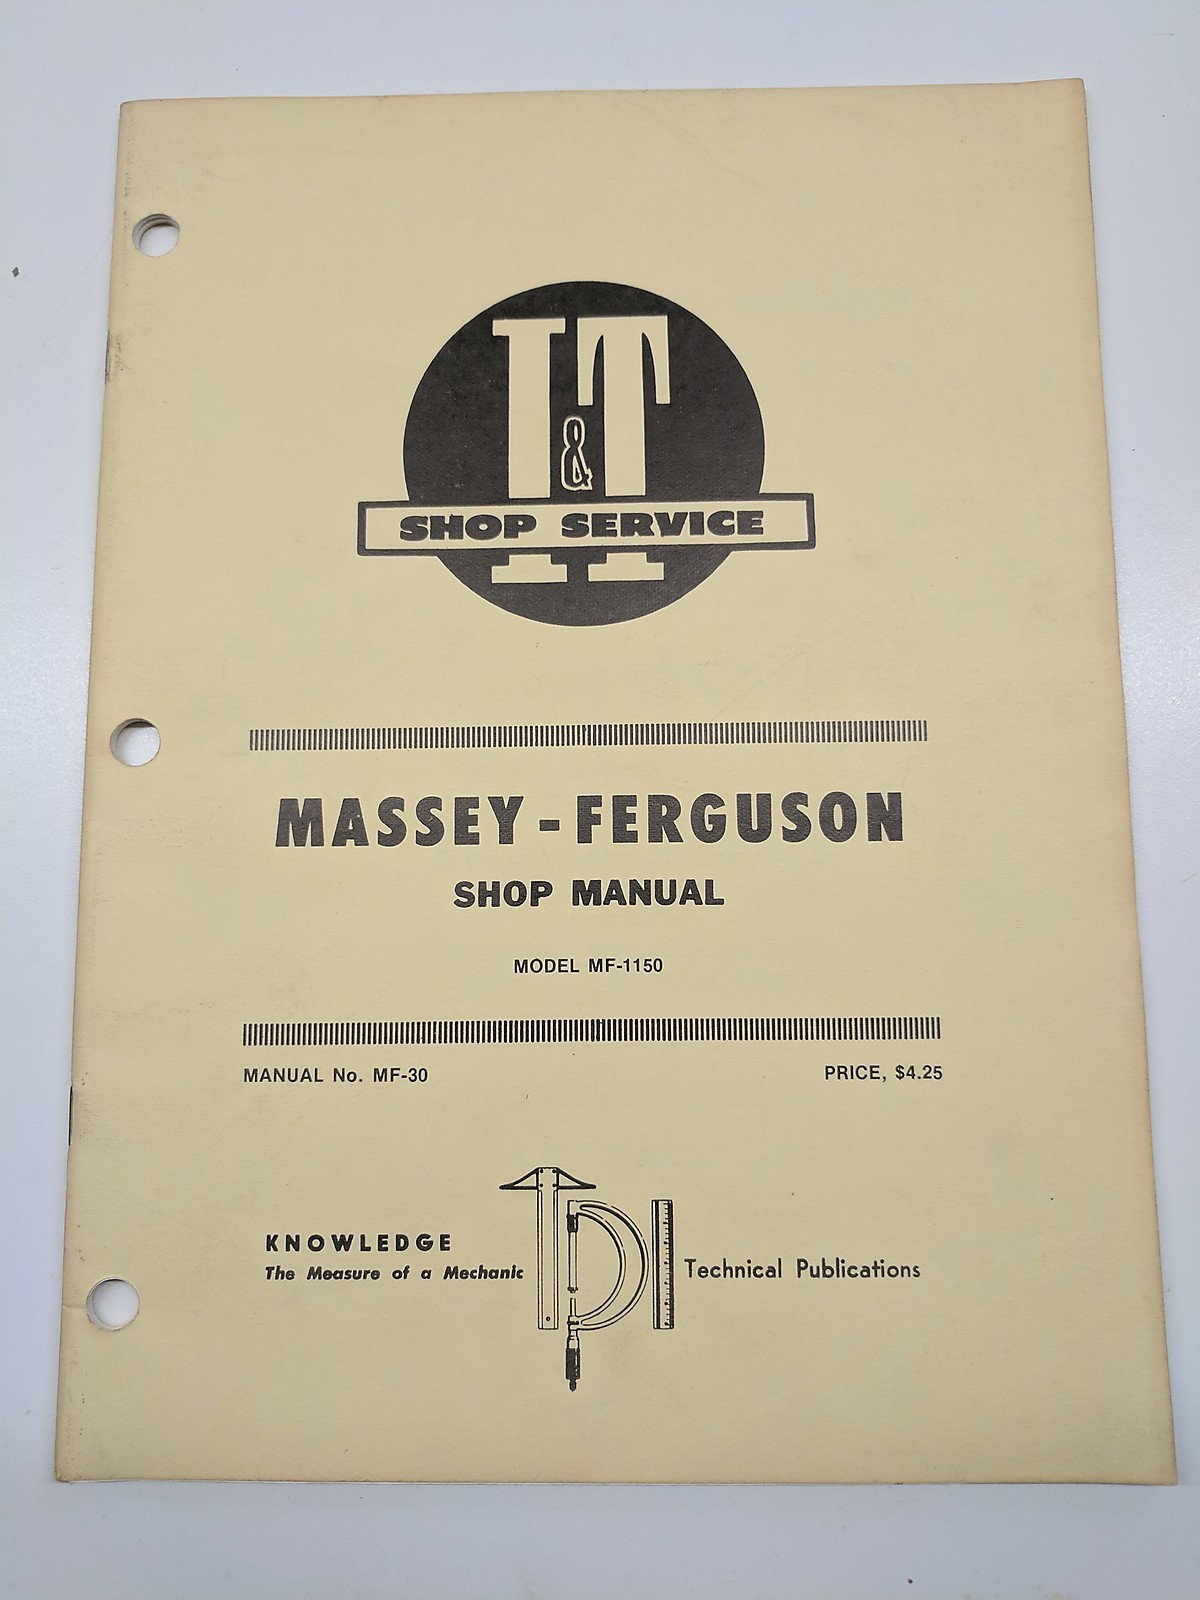 I&T
SHOP SERVICE
MASSEY-FERGUSON
SHOP MANUAL
MODEL MF-1150
MANUAL No. MF-30 PRICE, $4.25
KNOWLEDGE
The Measure of a Mechanic Technical Publications